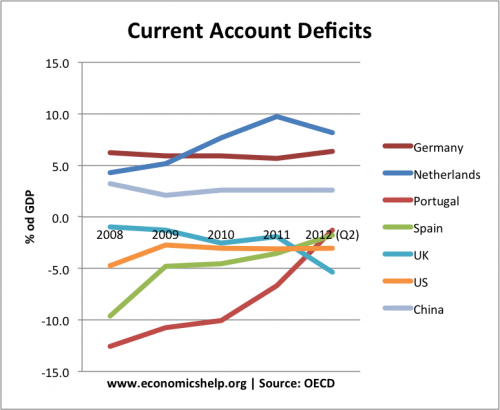 Current Account Deficits
% od GDP
15.0
10.0
5.0
0.0
-5.0
-10.0
-15.0
2008 2009 2010 2011 2012 (Q2)
Germany
Netherlands
Portugal
Spain
UK
US
China
www.economicshelp.org | Source: OECD